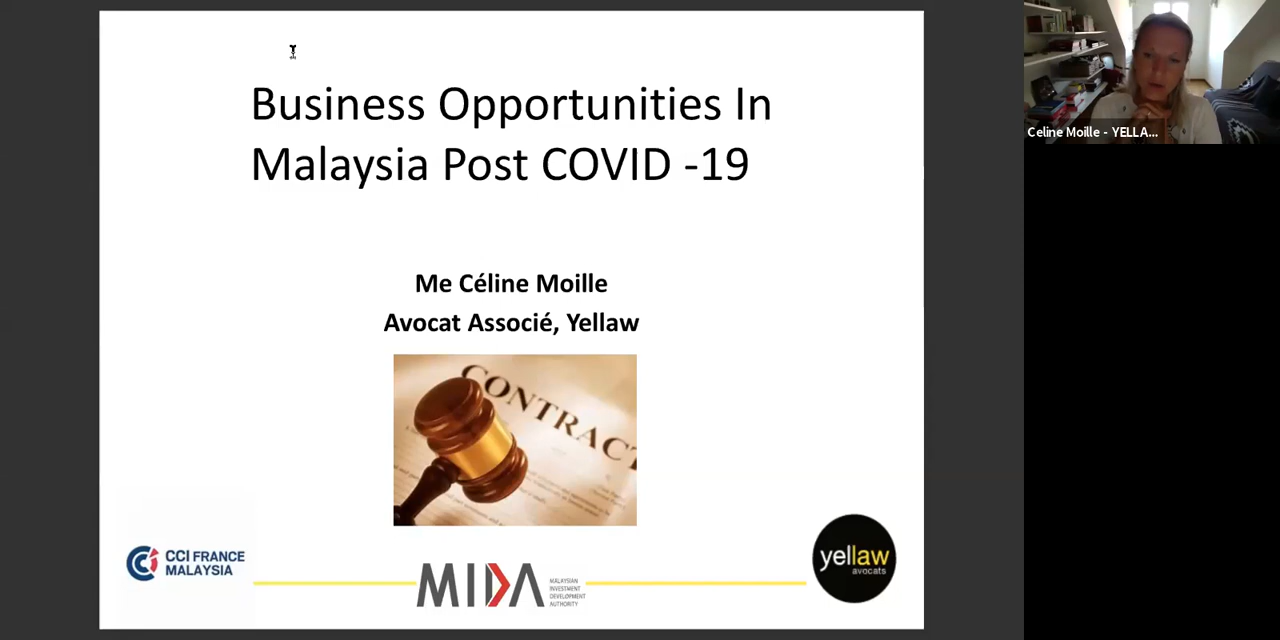 Business Opportunities In
Malaysia Post COVID -19
Me Céline Moille
Avocat Associé, Yellaw
CONTRACT
CCI FRANCE
MALAYSIA
MIDA
MALAYSIAN
INVESTMENT
DEVELOPMENT
AUTHORITY
yellaw
avocats
Celine Moille - YELLA...